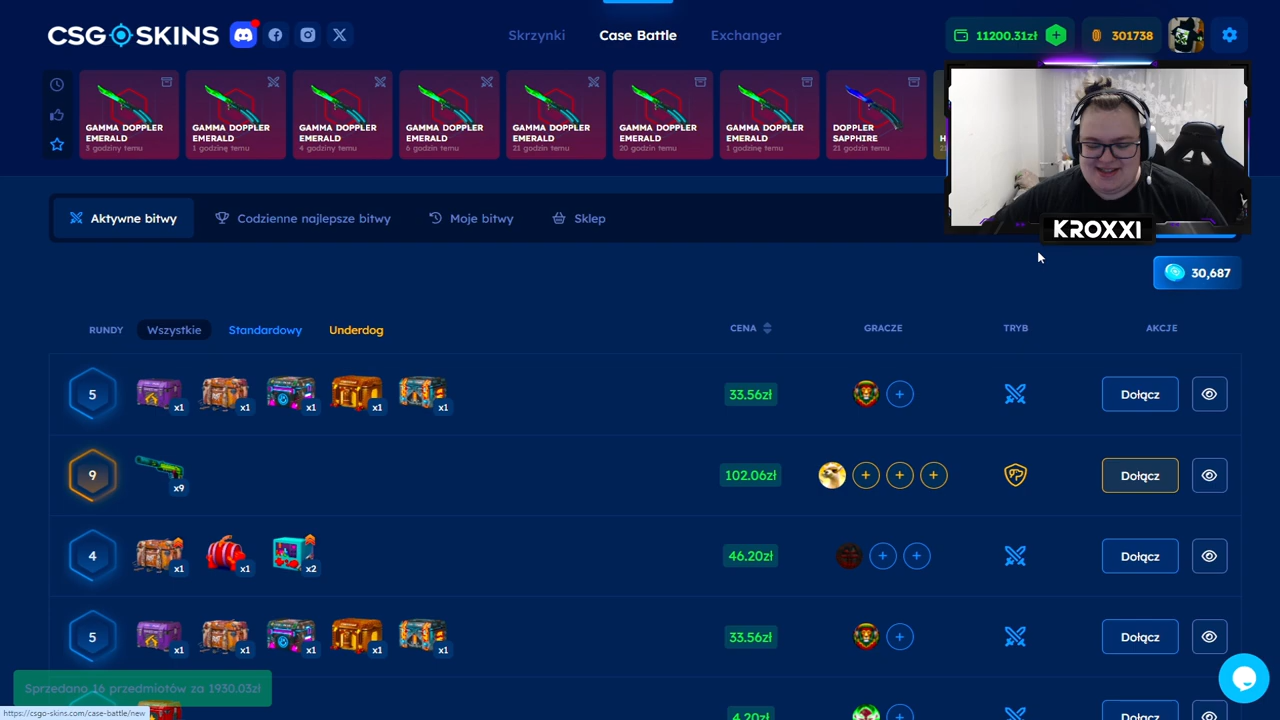 CSGO SKINS
Skrzynki
Case Battle
Exchanger
11200.31zł
301738
GAMMA DOPPLER EMERALD
3 godziny temu
GAMMA DOPPLER EMERALD
1 godzinę temu
GAMMA DOPPLER EMERALD
4 godziny temu
GAMMA DOPPLER EMERALD
6 godzin temu
GAMMA DOPPLER EMERALD
21 godzin temu
GAMMA DOPPLER EMERALD
20 godzin temu
GAMMA DOPPLER EMERALD
1 godzinę temu
DOPPLER SAPPHIRE
21 godzin temu
KROXXI
Aktywne bitwy
Codzienne najlepsze bitwy
Moje bitwy
Sklep
30,687
RUNDY
Wszystkie
Standardowy
Underdog
CENA
GRACZE
TRYB
AKCJE
5 x1 x1 x1 x1 x1 33.56zł Dołącz
9 x9 102.06zł Dołącz
4 x1 x1 x2 46.20zł Dołącz
5 x1 x1 x1 x1 x1 33.56zł Dołącz
Sprzedano 16 przedmiotów za 1930.03zł
4.20zł Dołącz
https://csgo-skins.com/case-battle/new